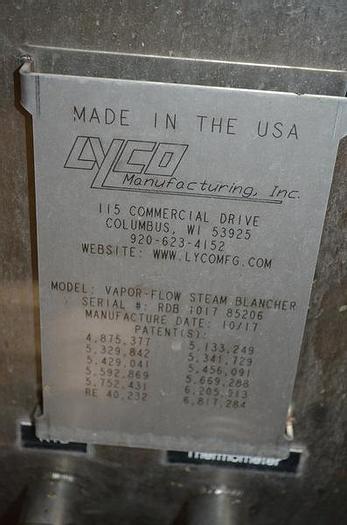 MADE IN THE USA
LYCO
Manufacturing, Inc.
115 COMMERCIAL DRIVE
COLUMBUS, WI 53925
920-623-4152
WEBSITE: WWW.LYCOMFG.COM
MODEL: VAPOR-FLOW STEAM BLANCHER
SERIAL #: RDB 1017 85206
MANUFACTURE DATE: 10/17
PATENT(S):
4,875,377 5,133,249
5,329,842 5,341,729
5,429,041 5,456,091
5,592,869 5,669,288
5,752,431 6,205,913
RE 40,232 6,817,284
Thermometer